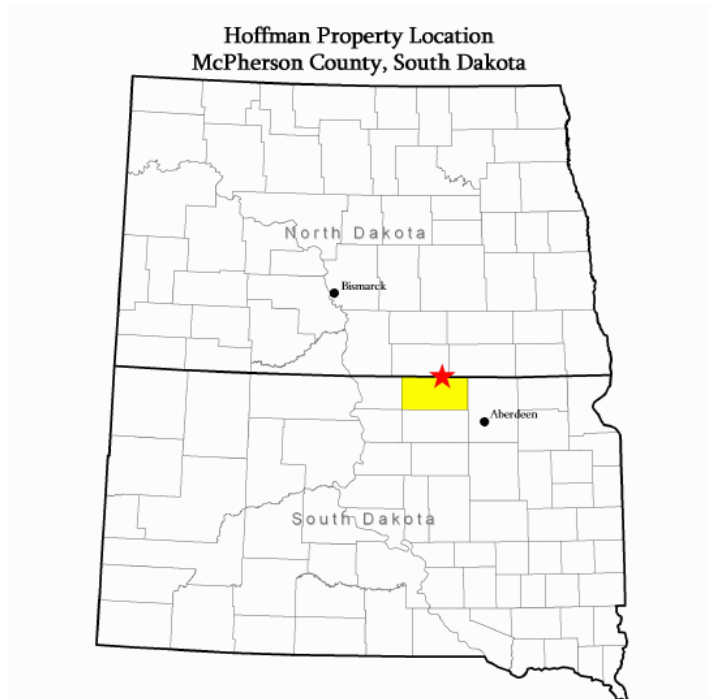 Hoffman Property Location
McPherson County, South Dakota
North Dakota
Bismarck
Aberdeen
South Dakota